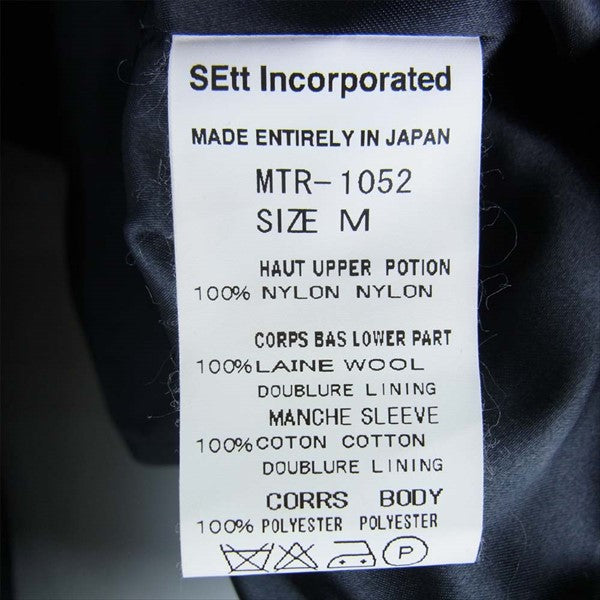 SEtt Incorporated
MADE ENTIRELY IN JAPAN
MTR-1052
SIZE M
HAUT UPPER POTION
100% NYLON NYLON
CORPS BAS LOWER PART
100% LAINE WOOL
DOUBLURE LINING
MANCHE SLEEVE
100% COTON COTTON
DOUBLURE LINING
CORRS BODY
100% POLYESTER POLYESTER
P